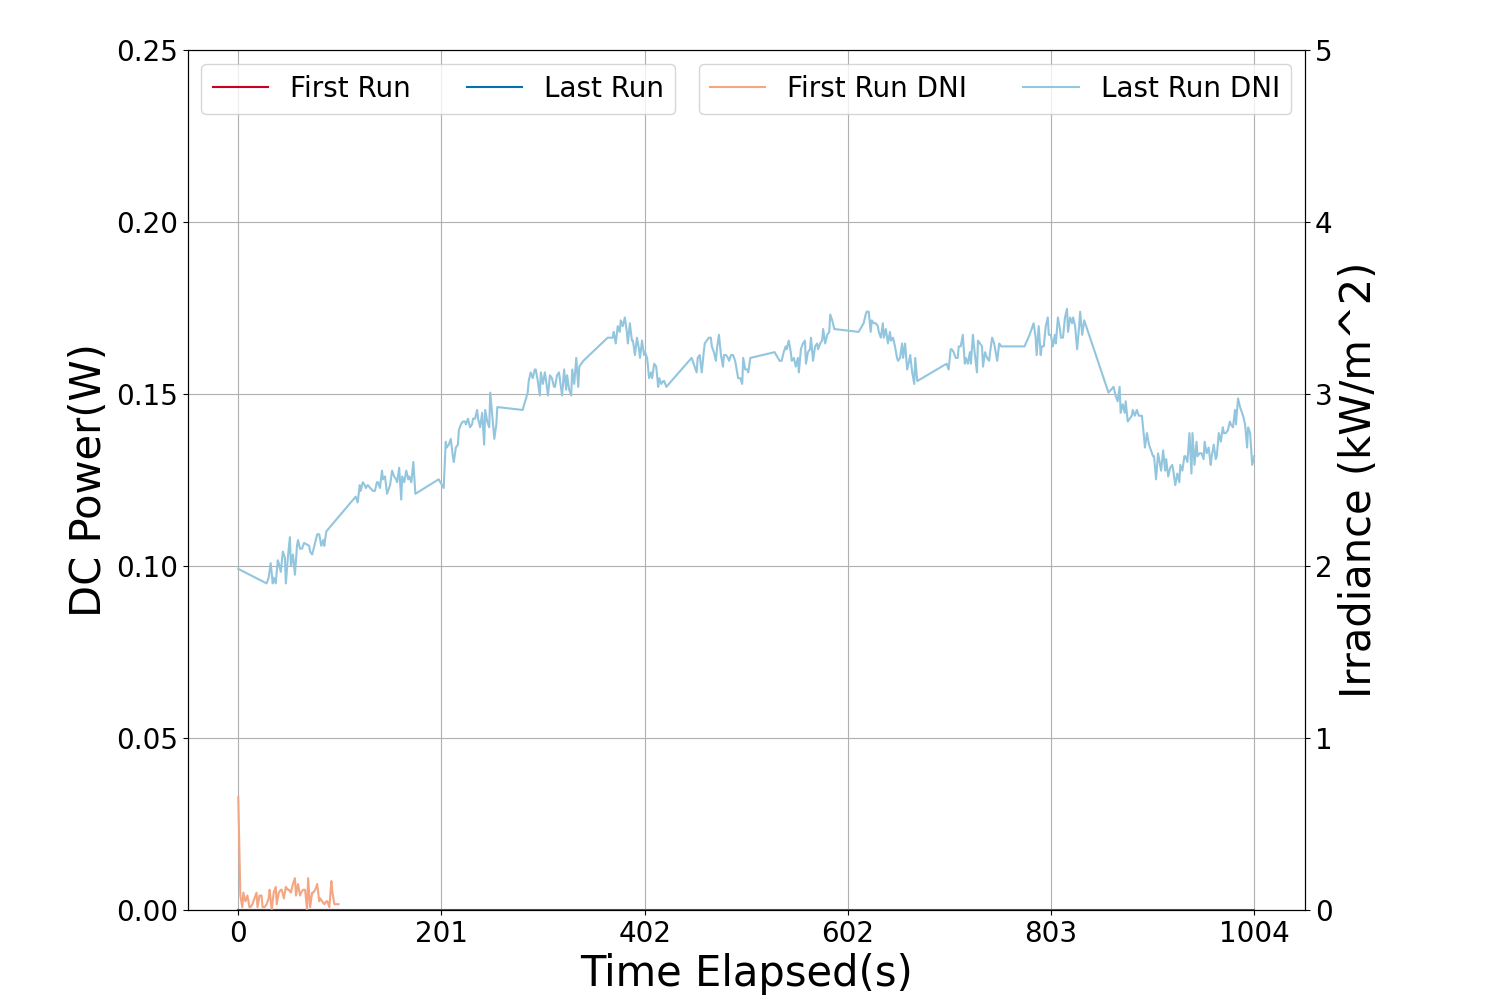 0.25
0.20
0.15
0.10
0.05
0.00
DC Power(W)
First Run
Last Run
First Run DNI
Last Run DNI
5
4
3
2
1
0
Irradiance (kW/m^2)
0 201 402 602 803 1004
Time Elapsed(s)